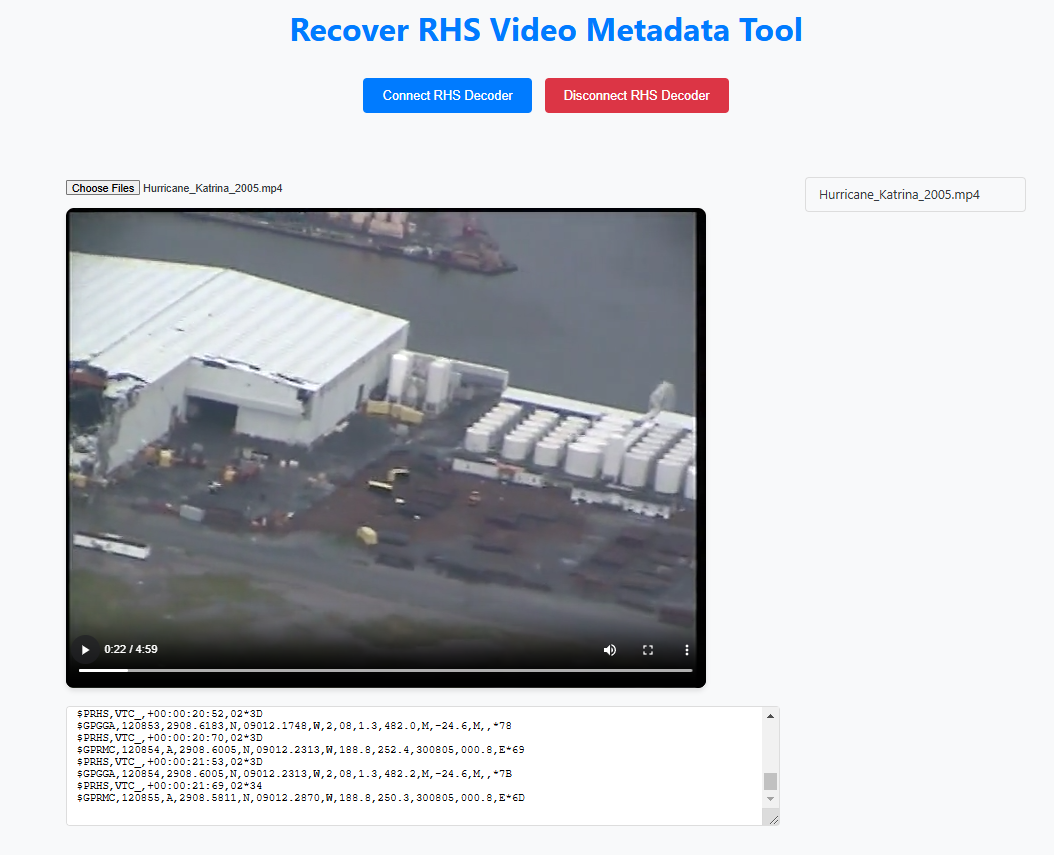 Recover RHS Video Metadata Tool
Connect RHS Decoder
Disconnect RHS Decoder
Choose Files Hurricane_Katrina_2005.mp4
Hurricane_Katrina_2005.mp4
0:22 / 4:59
$PRHS,VTC_,+00:00:20:52,02*3D
$GPGGA,120853,2908.6183,N,09012.1748,W,2,08,1.3,482.0,M,-24.6,M,,*78
$PRHS,VTC_,+00:00:20:70,02*3D
$GPRMC,120854,A,2908.6005,N,09012.2313,W,188.8,252.4,300805,000.8,E*69
$PRHS,VTC_,+00:00:21:53,02*3D
$GPGGA,120854,2908.6005,N,09012.2313,W,2,08,1.3,482.2,M,-24.6,M,,*7B
$PRHS,VTC_,+00:00:21:69,02*34
$GPRMC,120855,A,2908.5811,N,09012.2870,W,188.8,250.3,300805,000.8,E*6D